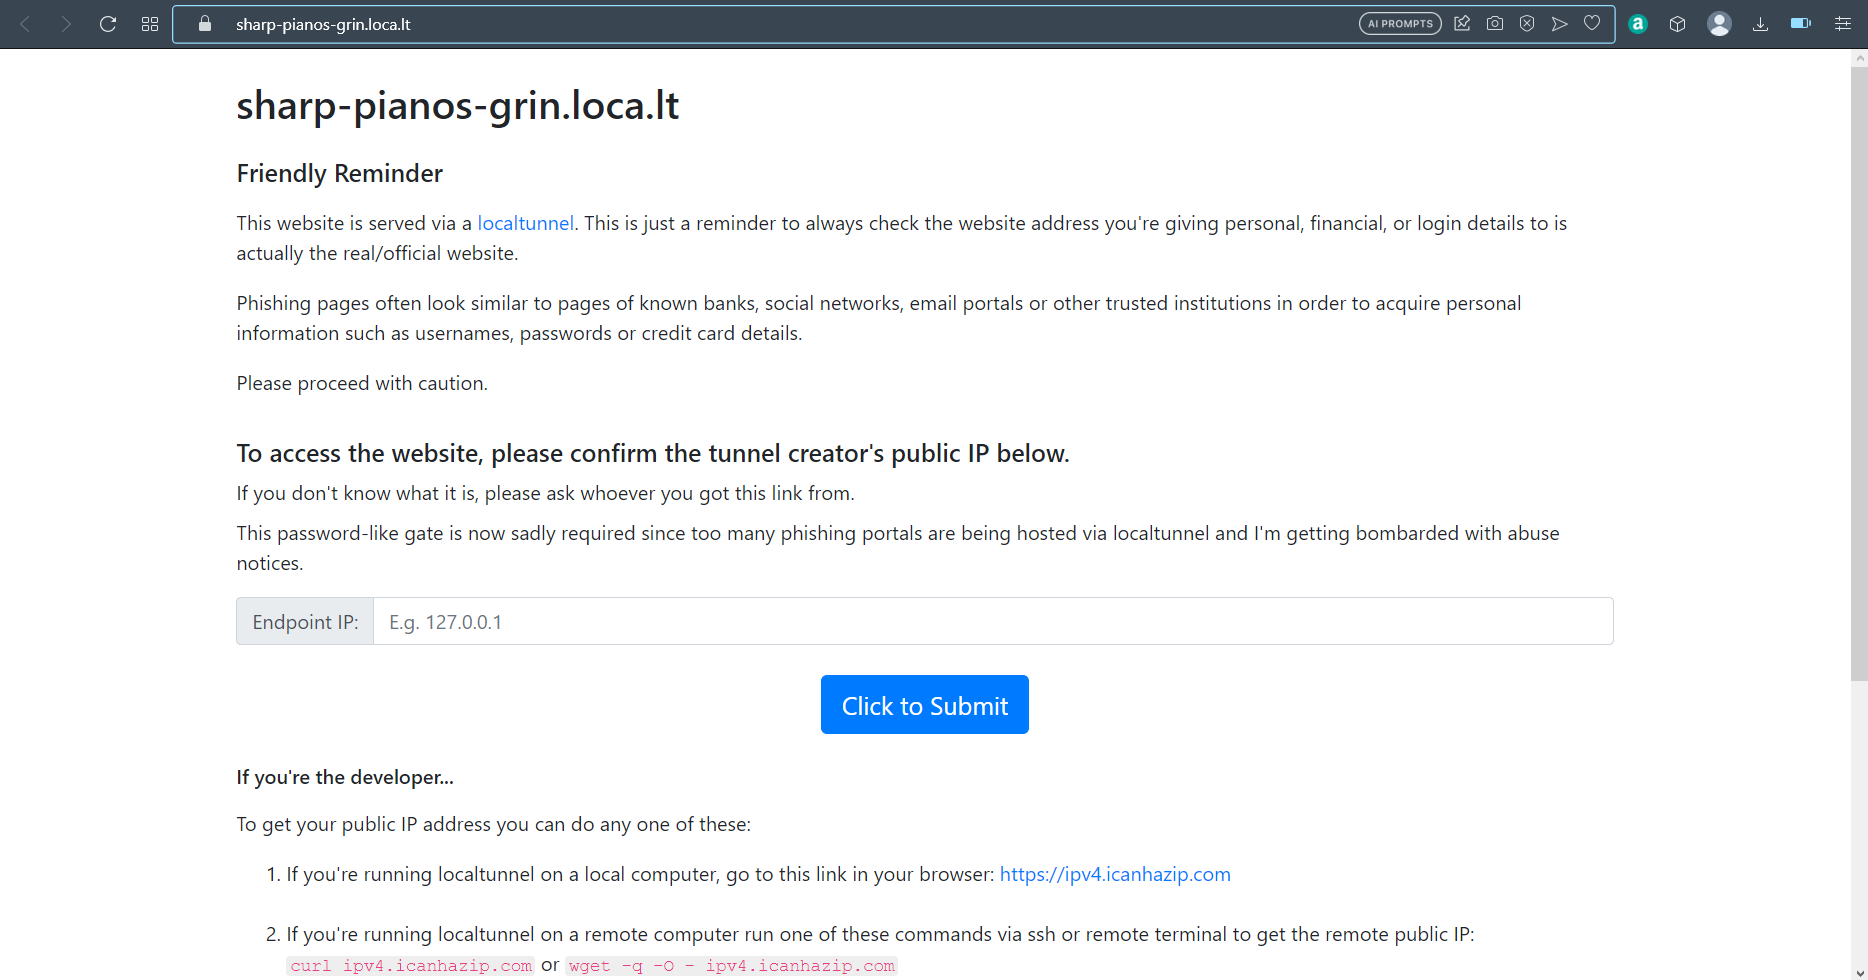 sharp-pianos-grin.loca.lt
AI PROMPTS
a
sharp-pianos-grin.loca.lt
Friendly Reminder
This website is served via a localtunnel. This is just a reminder to always check the website address you're giving personal, financial, or login details to is
actually the real/official website.
Phishing pages often look similar to pages of known banks, social networks, email portals or other trusted institutions in order to acquire personal
information such as usernames, passwords or credit card details.
Please proceed with caution.
To access the website, please confirm the tunnel creator's public IP below.
If you don't know what it is, please ask whoever you got this link from.
This password-like gate is now sadly required since too many phishing portals are being hosted via localtunnel and I'm getting bombarded with abuse
notices.
Endpoint IP: E.g. 127.0.0.1
Click to Submit
If you're the developer...
To get your public IP address you can do any one of these:
1. If you're running localtunnel on a local computer, go to this link in your browser: https://ipv4.icanhazip.com
2. If you're running localtunnel on a remote computer run one of these commands via ssh or remote terminal to get the remote public IP:
curl ipv4.icanhazip.com or wget -q -O - ipv4.icanhazip.com